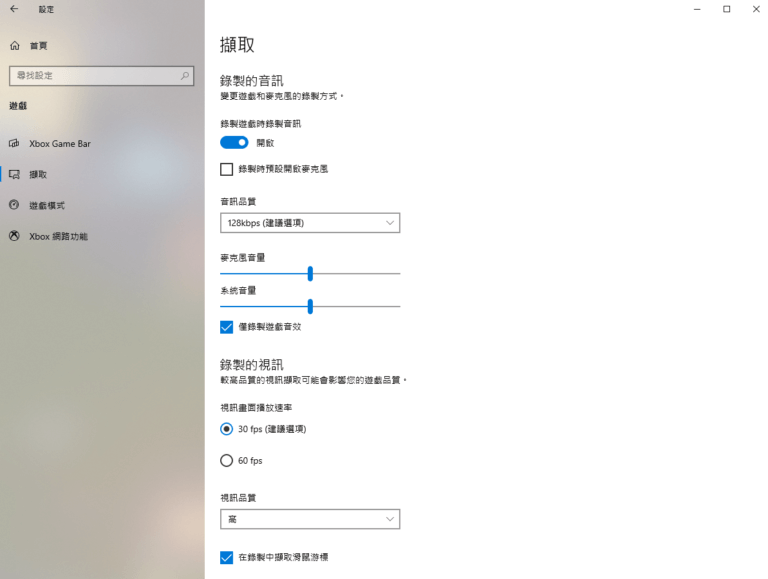 設定
首頁
尋找設定
遊戲
Xbox Game Bar
擷取
遊戲模式
Xbox 網路功能
擷取
錄製的音訊
變更遊戲和麥克風的錄製方式。
錄製遊戲時錄製音訊
開啟
錄製時預設開啟麥克風
音訊品質
128kbps (建議選項)
麥克風音量
系統音量
僅錄製遊戲音效
錄製的視訊
較高品質的視訊擷取可能會影響您的遊戲品質。
視訊畫面播放速率
30 fps (建議選項)
60 fps
視訊品質
高
在錄製中擷取滑鼠游標